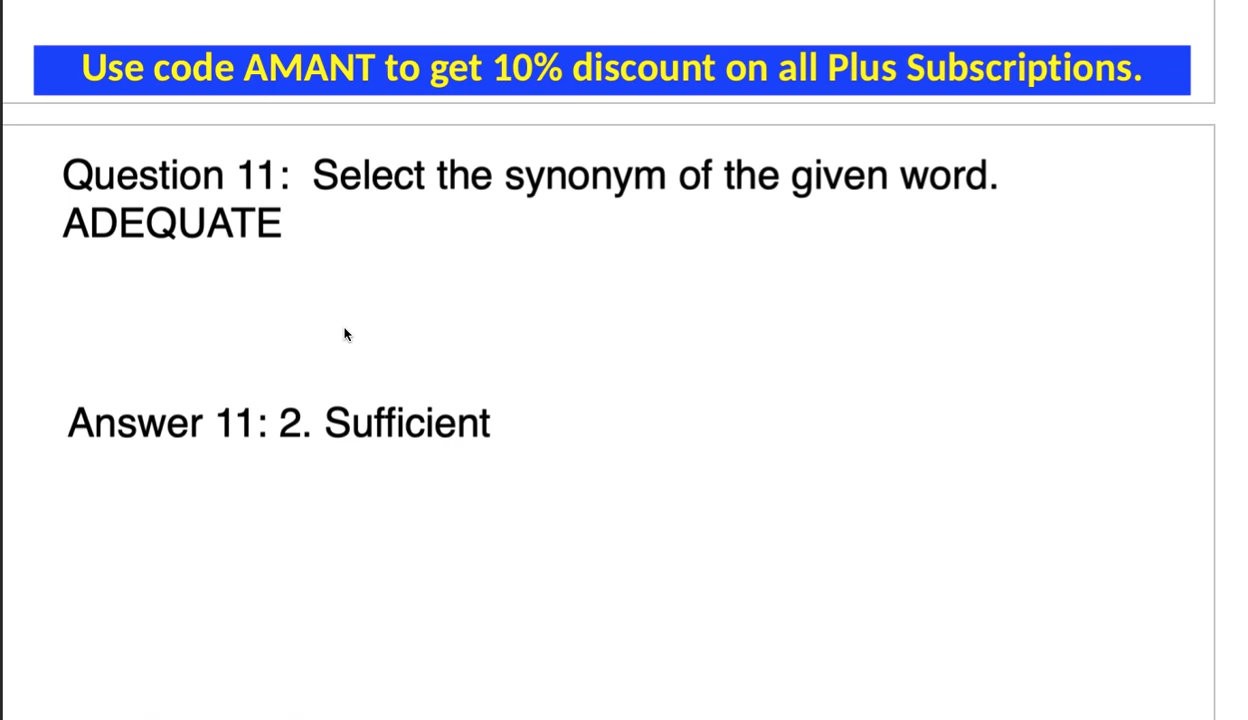 Use code AMANT to get 10% discount on all Plus Subscriptions.
Question 11: Select the synonym of the given word.
ADEQUATE
Answer 11: 2. Sufficient